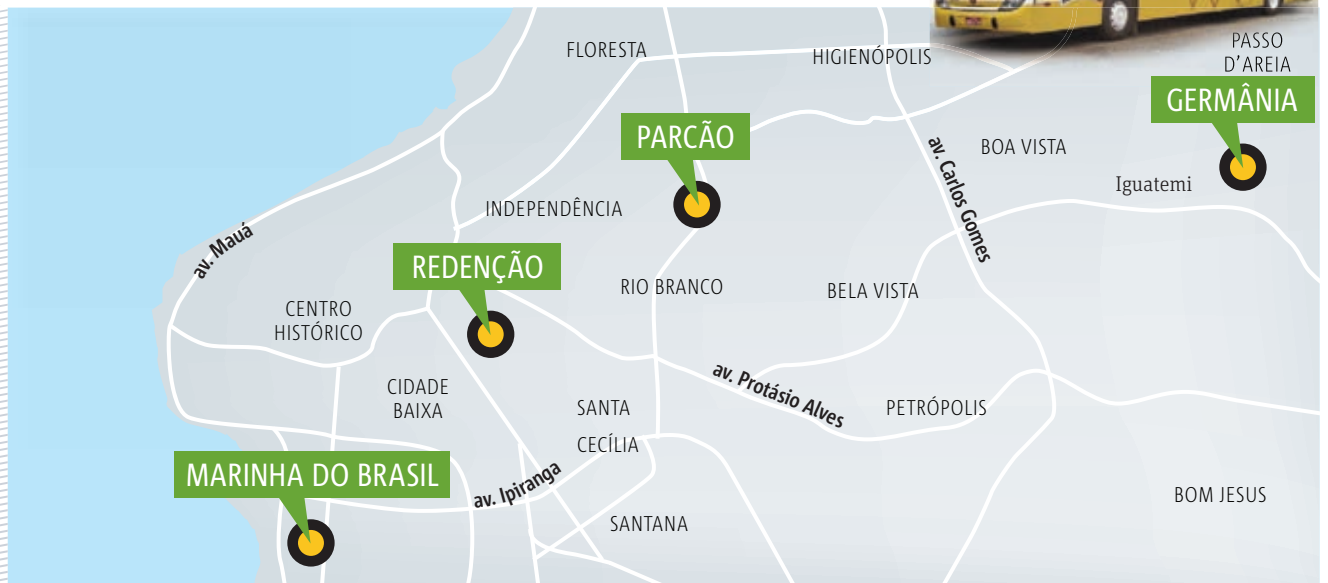 FLORESTA
HIGIENÓPOLIS
PASSO
D'AREIA
GERMÂNIA
PARCÃO
BOA VISTA
av. Carlos Gomes
Iguatemi
INDEPENDÊNCIA
av. Mauá
REDENÇÃO
RIO BRANCO
BELA VISTA
CENTRO
HISTÓRICO
CIDADE
BAIXA
av. Protásio Alves
SANTA
CECÍLIA
PETRÓPOLIS
MARINHA DO BRASIL
av. Ipiranga
BOM JESUS
SANTANA